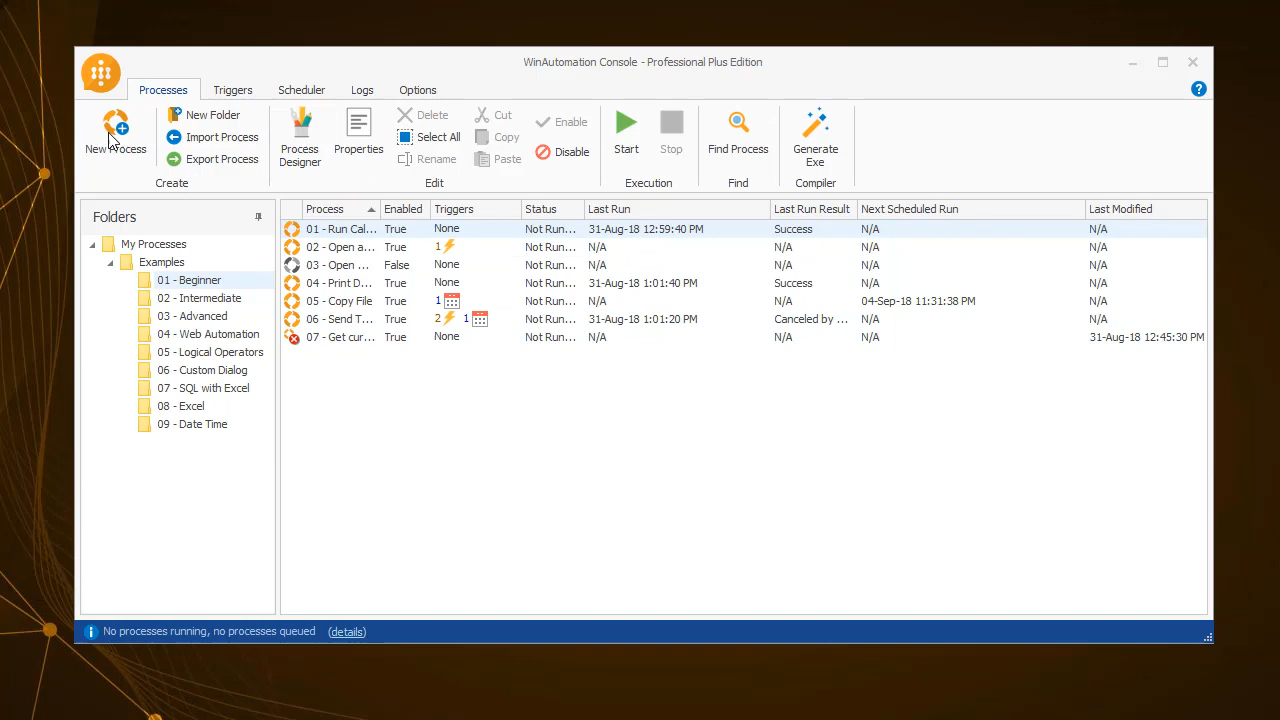 WinAutomation Console - Professional Plus Edition
Processes Triggers Scheduler Logs Options
?
New Process
New Folder
Import Process
Export Process
Create
Process Designer
Properties
Delete
Select All
Rename
Cut
Copy
Paste
Enable
Disable
Edit
Start
Stop
Execution
Find Process
Find
Generate Exe
Compiler
Folders
My Processes
Examples
01 - Beginner
02 - Intermediate
03 - Advanced
04 - Web Automation
05 - Logical Operators
06 - Custom Dialog
07 - SQL with Excel
08 - Excel
09 - Date Time
Process Enabled Triggers Status Last Run Last Run Result Next Scheduled Run Last Modified
01 - Run Cal... True None Not Run... 31-Aug-18 12:59:40 PM Success N/A N/A
02 - Open a... True 1 Not Run... N/A N/A N/A N/A
03 - Open ... False None Not Run... N/A N/A N/A N/A
04 - Print D... True None Not Run... 31-Aug-18 1:01:40 PM Success N/A N/A
05 - Copy File True 1 Not Run... N/A N/A 04-Sep-18 11:31:38 PM N/A
06 - Send T... True 2 1 Not Run... 31-Aug-18 1:01:20 PM Canceled by ... N/A N/A
07 - Get cur... True None Not Run... N/A N/A N/A 31-Aug-18 12:45:30 PM
No processes running, no processes queued (details)